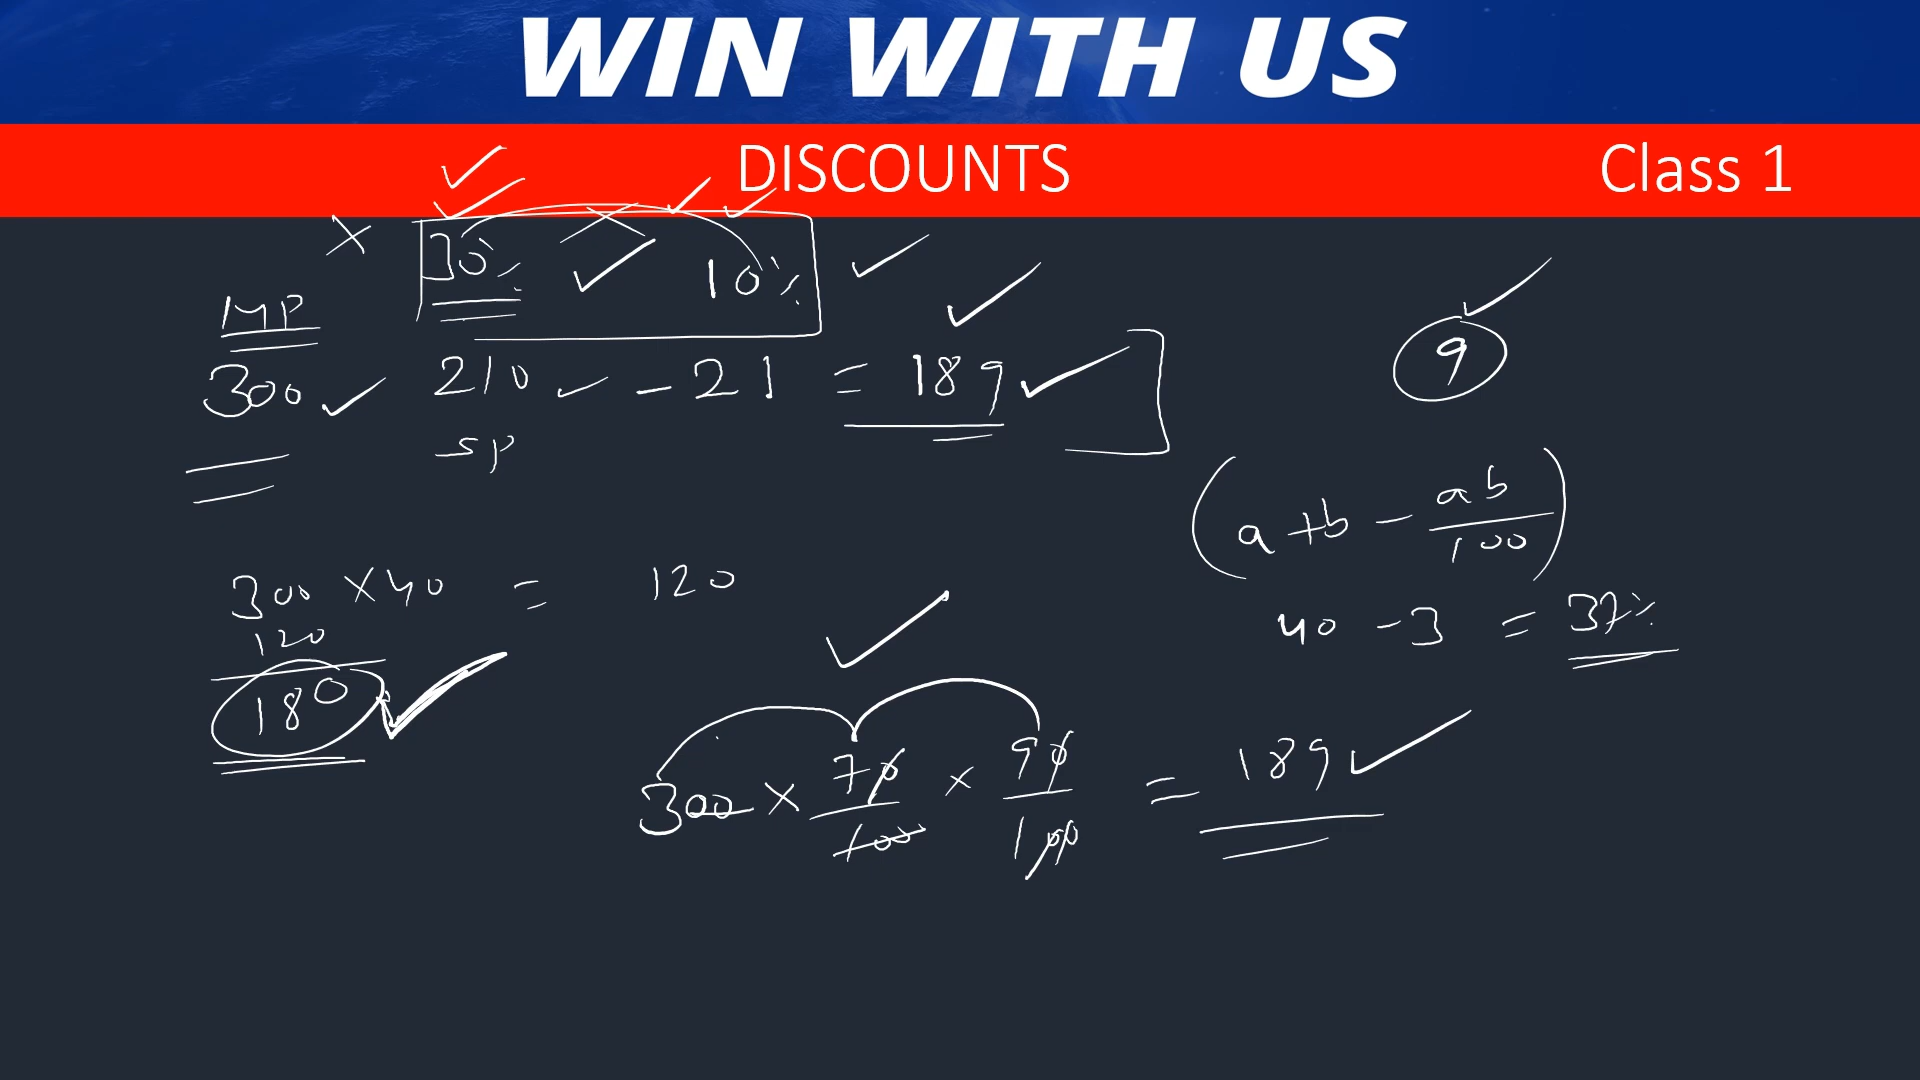 WIN WITH US
DISCOUNTS Class 1
30% 10%
MP
300 210 - 21 = 189
SP
9
(a + b - ab/100)
300 × 40 = 120
120
180
40 - 3 = 37%
300 × 70/100 × 90/100 = 189